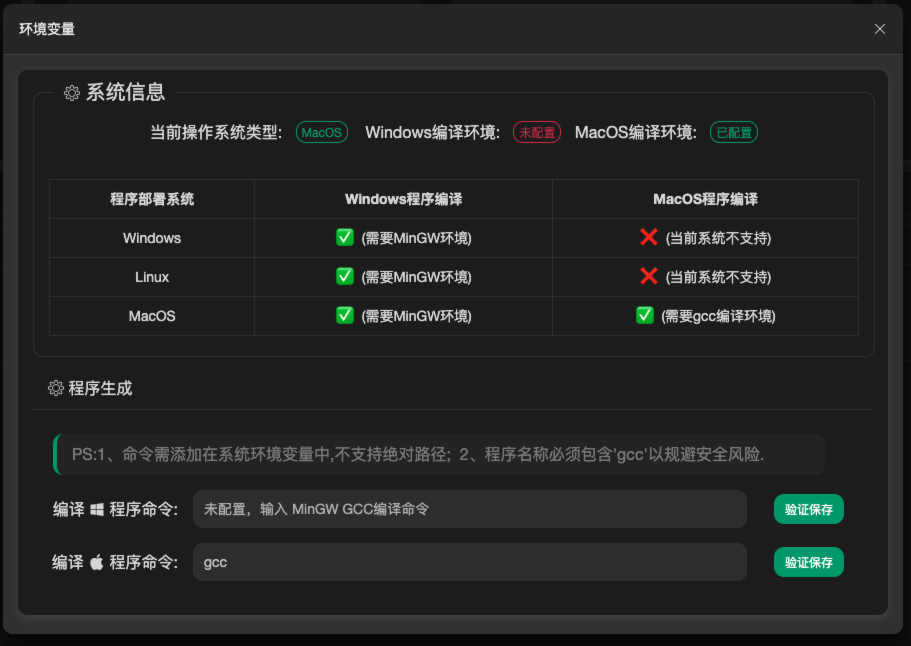 环境变量
系统信息
当前操作系统类型: MacOS Windows编译环境: 未配置 MacOS编译环境: 已配置
程序部署系统 Windows程序编译 MacOS程序编译
Windows ✅ (需要MinGW环境) ❌ (当前系统不支持)
Linux ✅ (需要MinGW环境) ❌ (当前系统不支持)
MacOS ✅ (需要MinGW环境) ✅ (需要gcc编译环境)
程序生成
PS:1、命令需添加在系统环境变量中,不支持绝对路径; 2、程序名称必须包含'gcc'以规避安全风险.
编译 程序命令: 未配置，输入 MinGW GCC编译命令 验证保存
编译 程序命令: gcc 验证保存